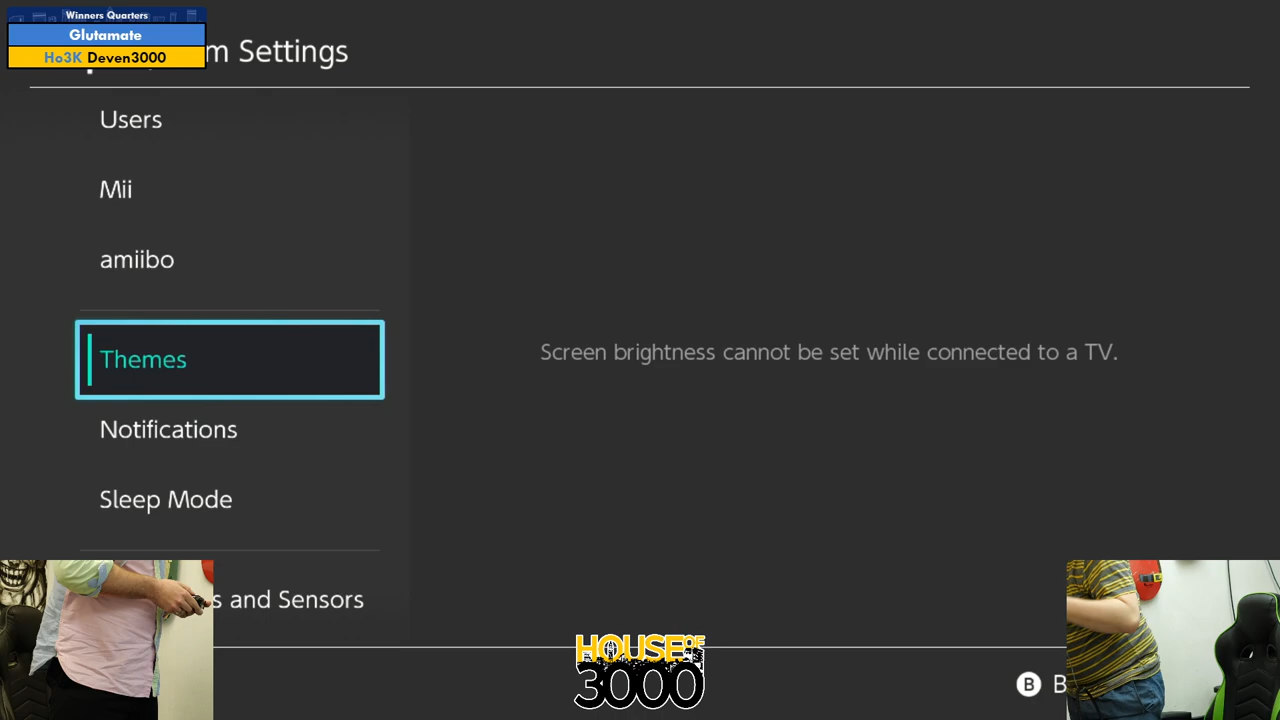 Winners Quarters
Glutamate
Ho3K Deven3000
m Settings
Users
Mii
amiibo
Themes
Screen brightness cannot be set while connected to a TV.
Notifications
Sleep Mode
s and Sensors
HOUSE OF
3000
B